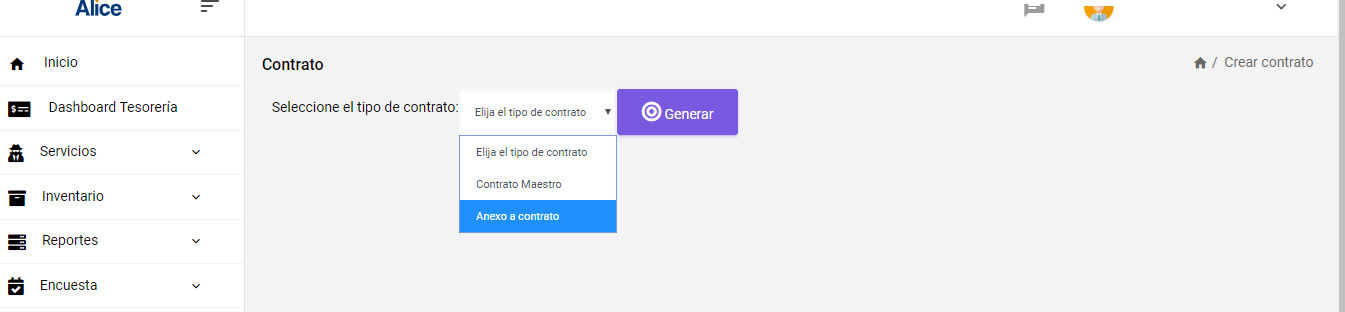 Alice
Inicio
Dashboard Tesorería
Servicios
Inventario
Reportes
Encuesta
Contrato
/ Crear contrato
Seleccione el tipo de contrato:
Elija el tipo de contrato
Generar
Elija el tipo de contrato
Contrato Maestro
Anexo a contrato